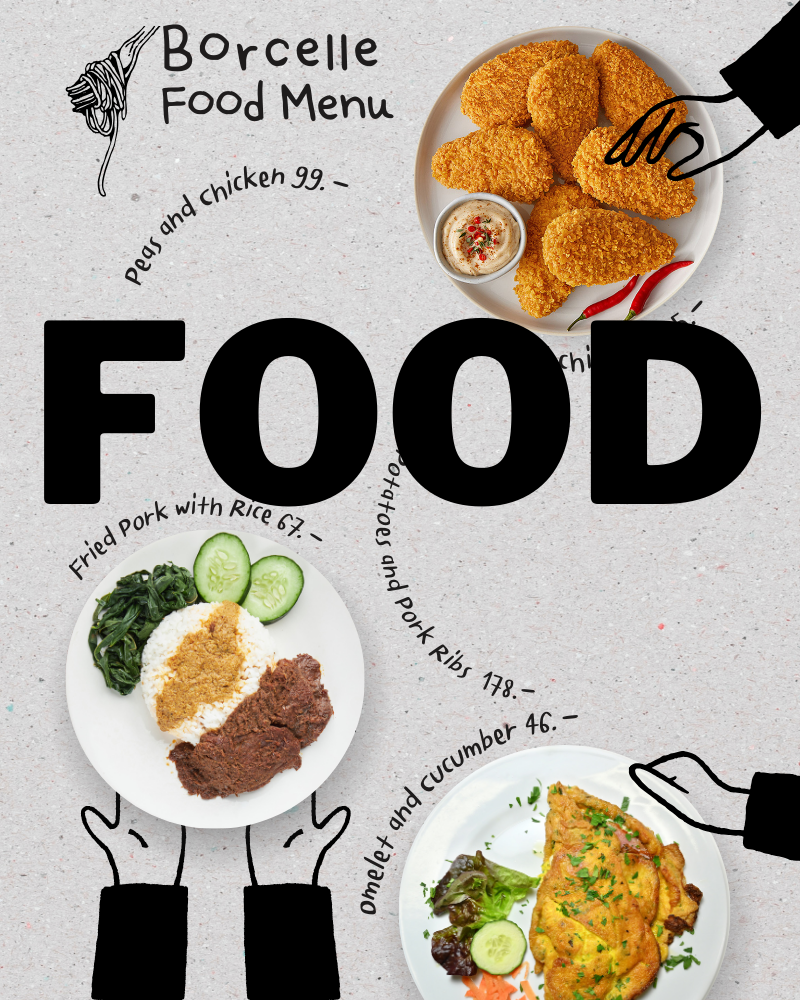 Borcelle
Food Menu
Peas and chicken 99.-
FOOD
Fried Pork with Rice 67.-
Potatoes and Pork Ribs 178.-
Omelet and cucumber 46.-